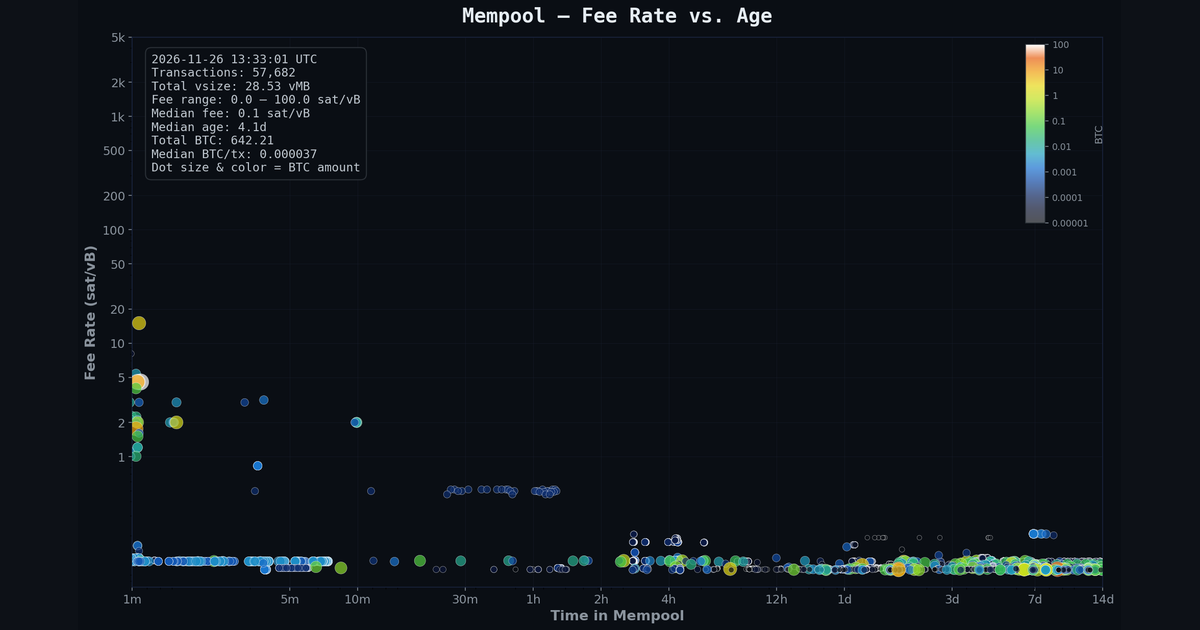 Mempool — Fee Rate vs. Age
2026-11-26 13:33:01 UTC
Transactions: 57,682
Total vsize: 28.53 vMB
Fee range: 0.0 — 100.0 sat/vB
Median fee: 0.1 sat/vB
Median age: 4.1d
Total BTC: 642.21
Median BTC/tx: 0.000037
Dot size & color = BTC amount
100
10
1
0.1
0.01
0.001
0.0001
0.00001
BTC
Fee Rate (sat/vB)
5k
2k
1k
500
200
100
50
20
10
5
2
1
1m 5m 10m 30m 1h 2h 4h 12h 1d 3d 7d 14d
Time in Mempool